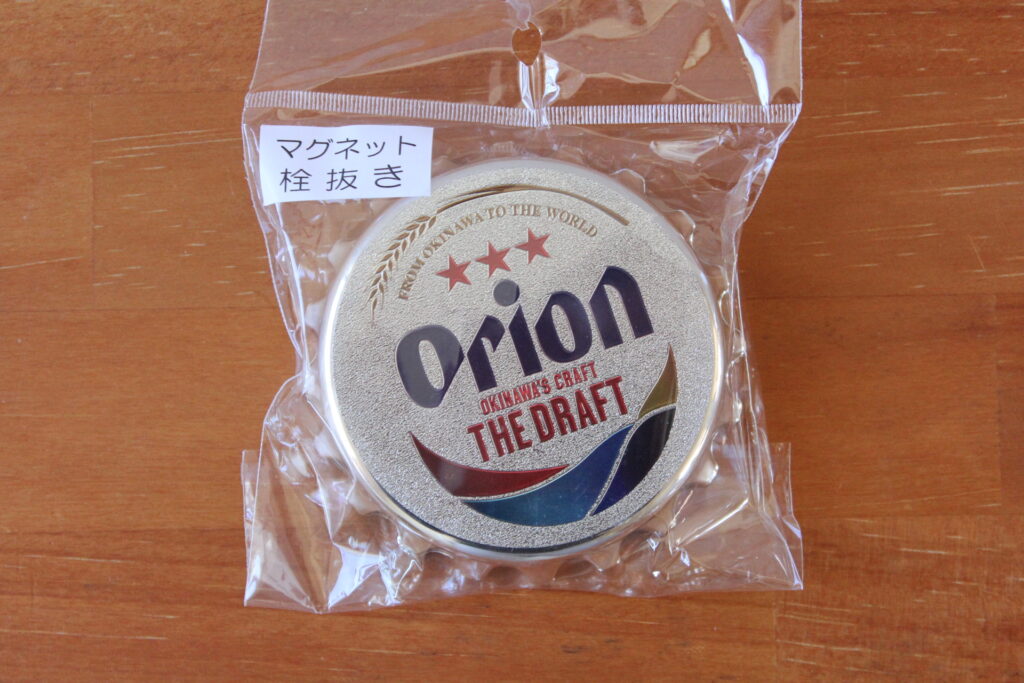 マグネット
栓抜き
FROM OKINAWA TO THE WORLD
orion
OKINAWA'S CRAFT
THE DRAFT